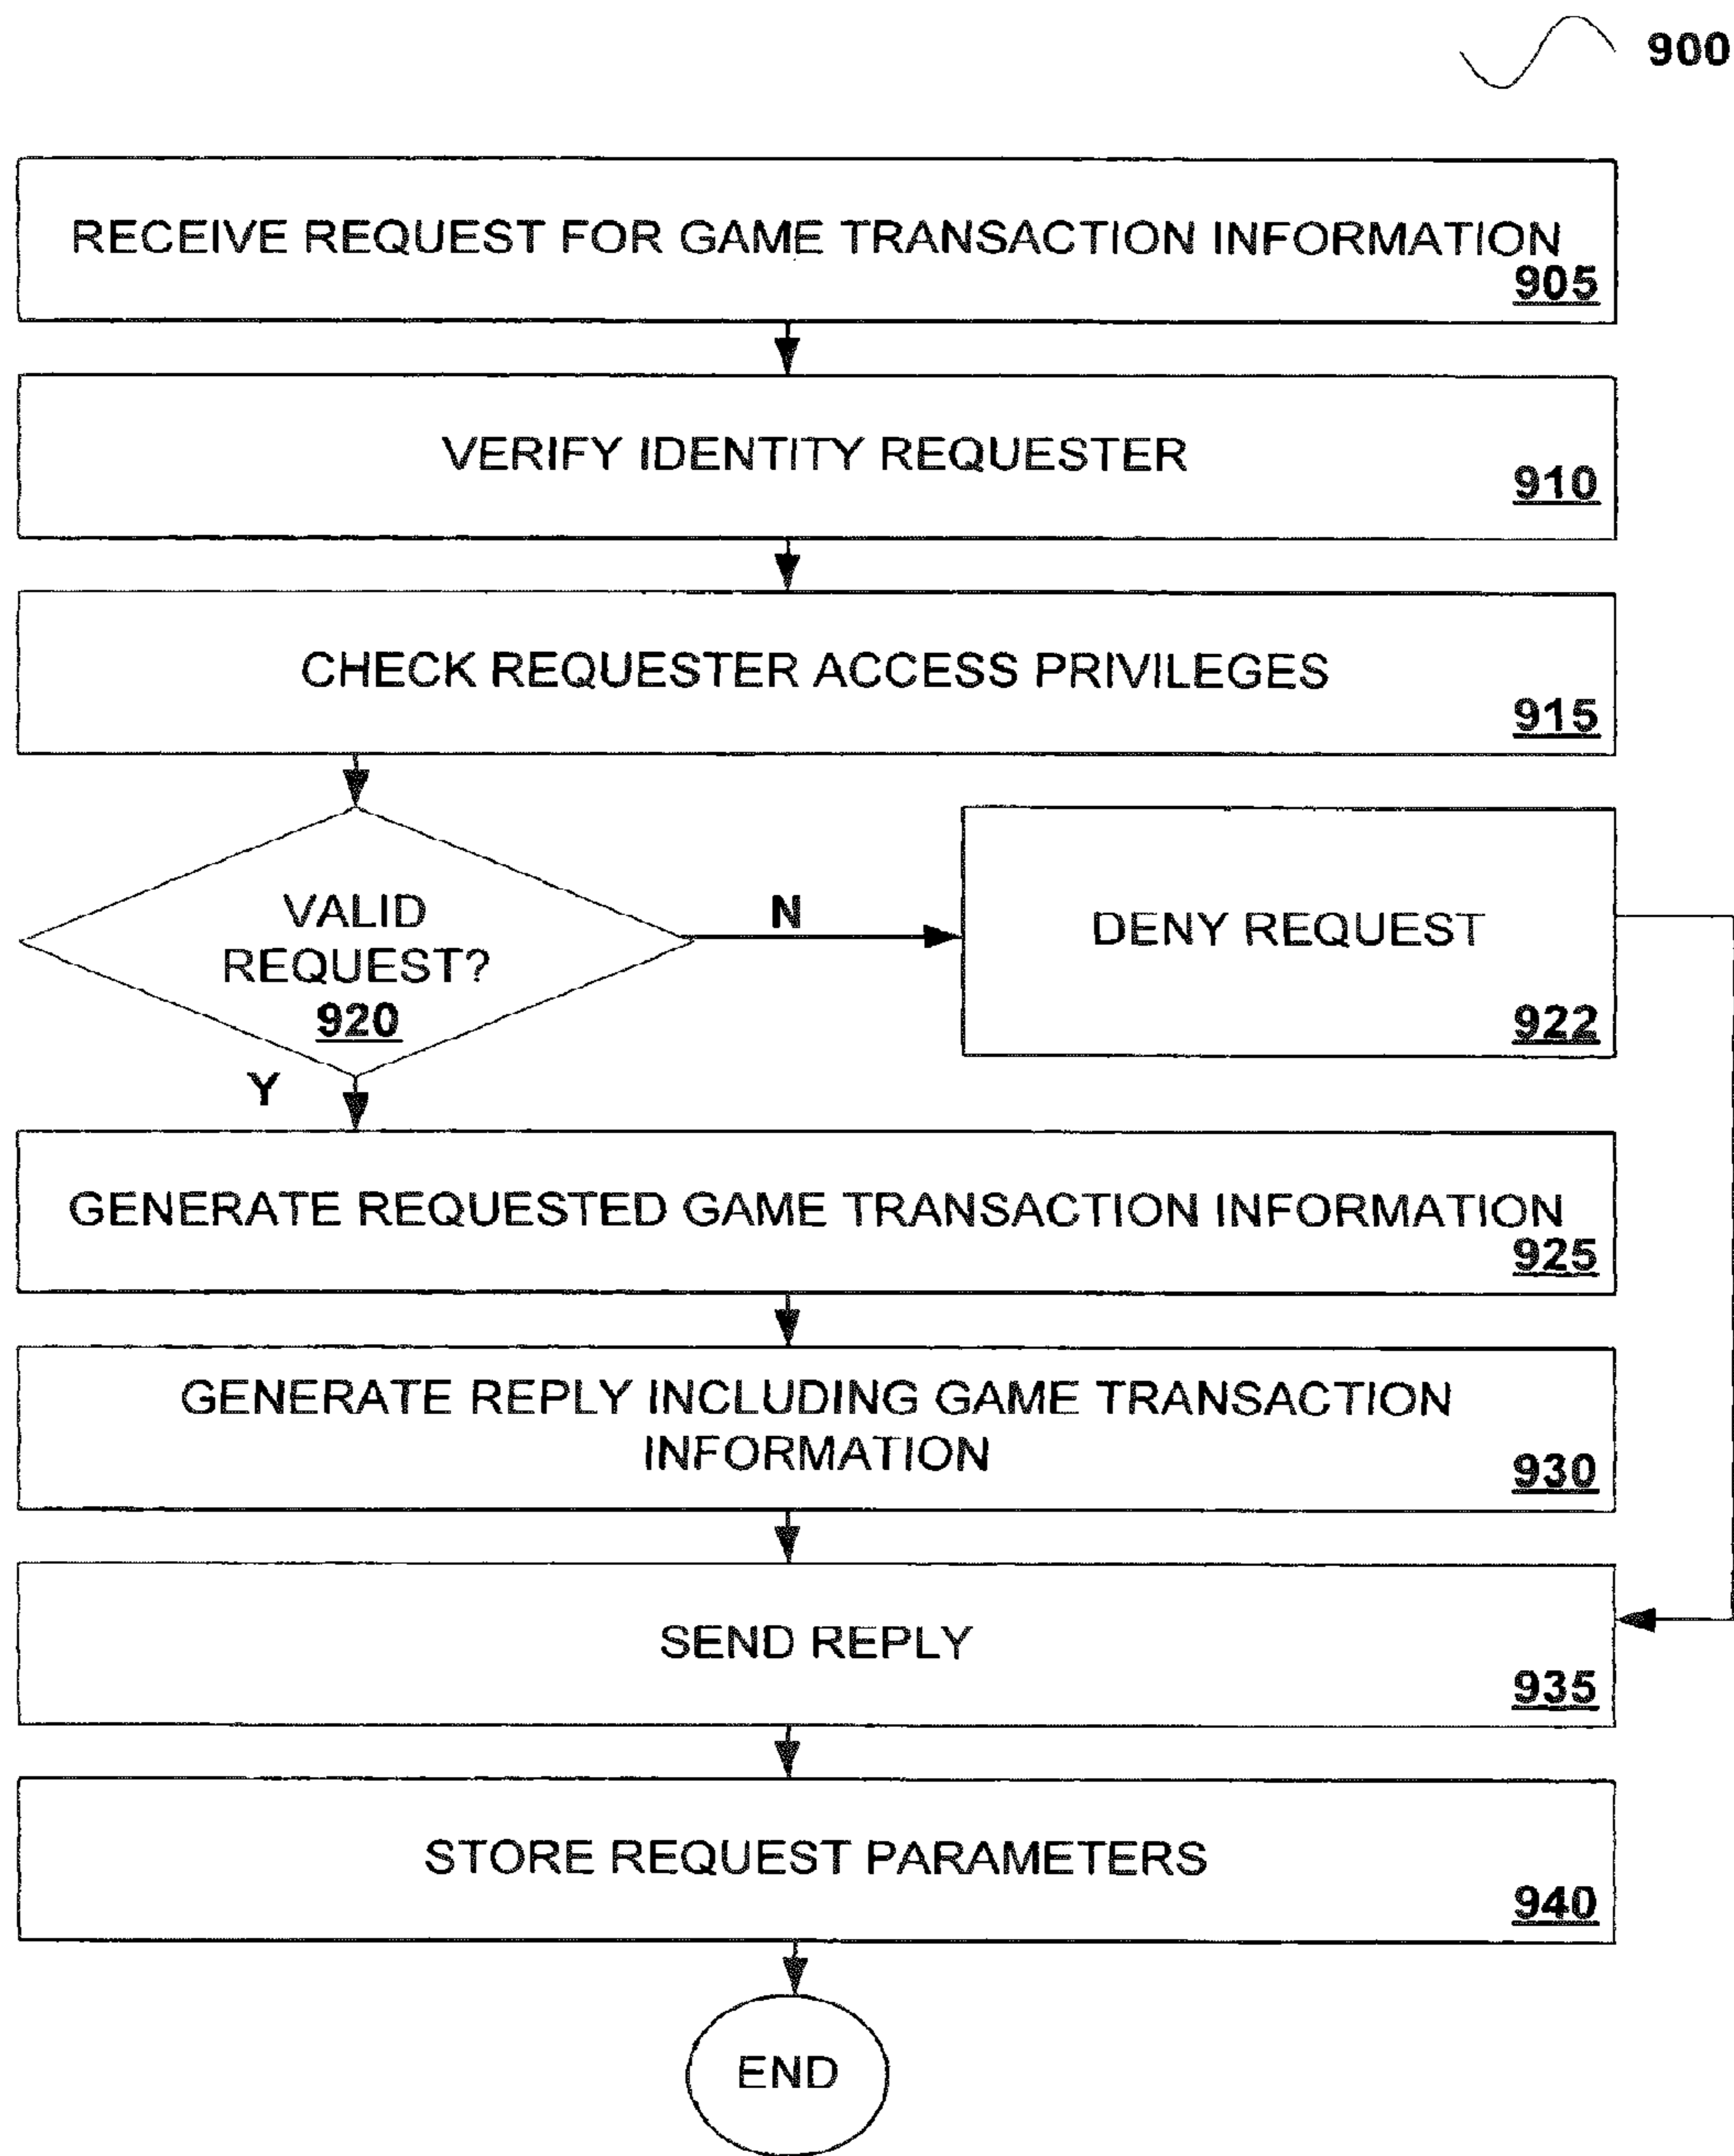 900
RECEIVE REQUEST FOR GAME TRANSACTION INFORMATION
905
VERIFY IDENTITY REQUESTER
910
CHECK REQUESTER ACCESS PRIVILEGES
915
VALID
REQUEST?
920
N
DENY REQUEST
922
Y
GENERATE REQUESTED GAME TRANSACTION INFORMATION
925
GENERATE REPLY INCLUDING GAME TRANSACTION
INFORMATION
930
SEND REPLY
935
STORE REQUEST PARAMETERS
940
END